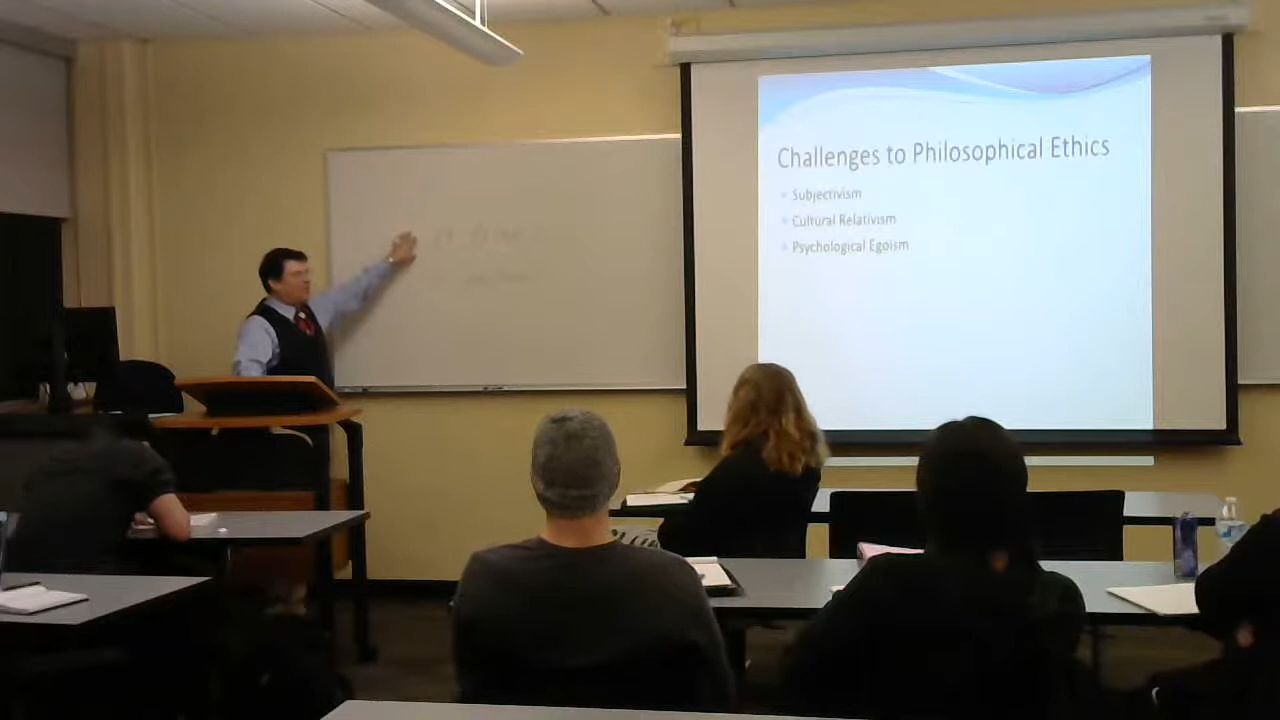 Challenges to Philosophical Ethics
Subjectivism
Cultural Relativism
Psychological Egoism